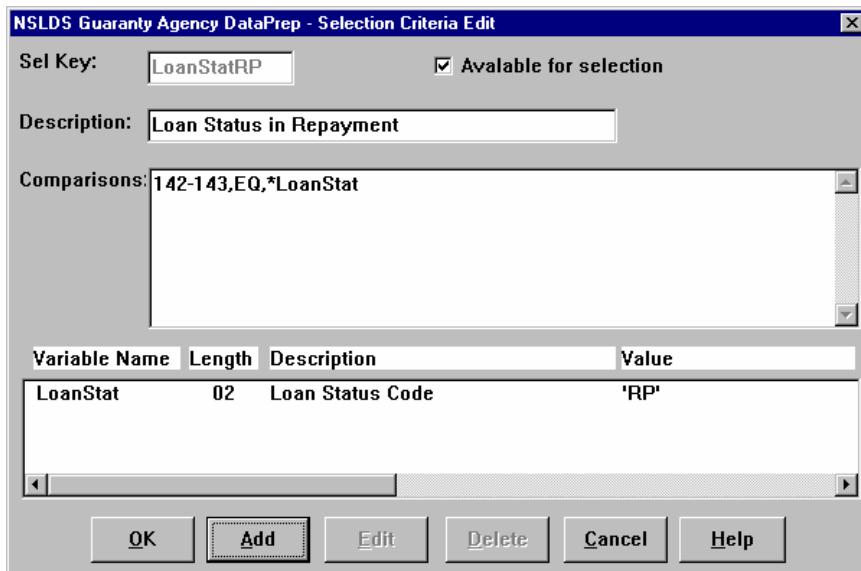 NSLDS Guaranty Agency DataPrep - Selection Criteria Edit
Sel Key: LoanStatRP Avalable for selection
Description: Loan Status in Repayment
Comparisons: 142-143,EQ,*LoanStat
Variable Name Length Description Value
LoanStat 02 Loan Status Code 'RP'
OK Add Edit Delete Cancel Help